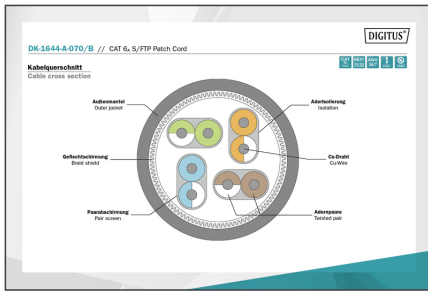 DIGITUS®
DK-1644-A-070/B // CAT 6A S/FTP Patch Cord
Kabelquerschnitt
Cable cross section
Außenmantel
Outer jacket
Aderisolierung
Isolation
Geflechtschirmung
Braid shield
Cu-Draht
Cu-Wire
Paarabschirmung
Pair screen
Adernpaare
Twisted pair